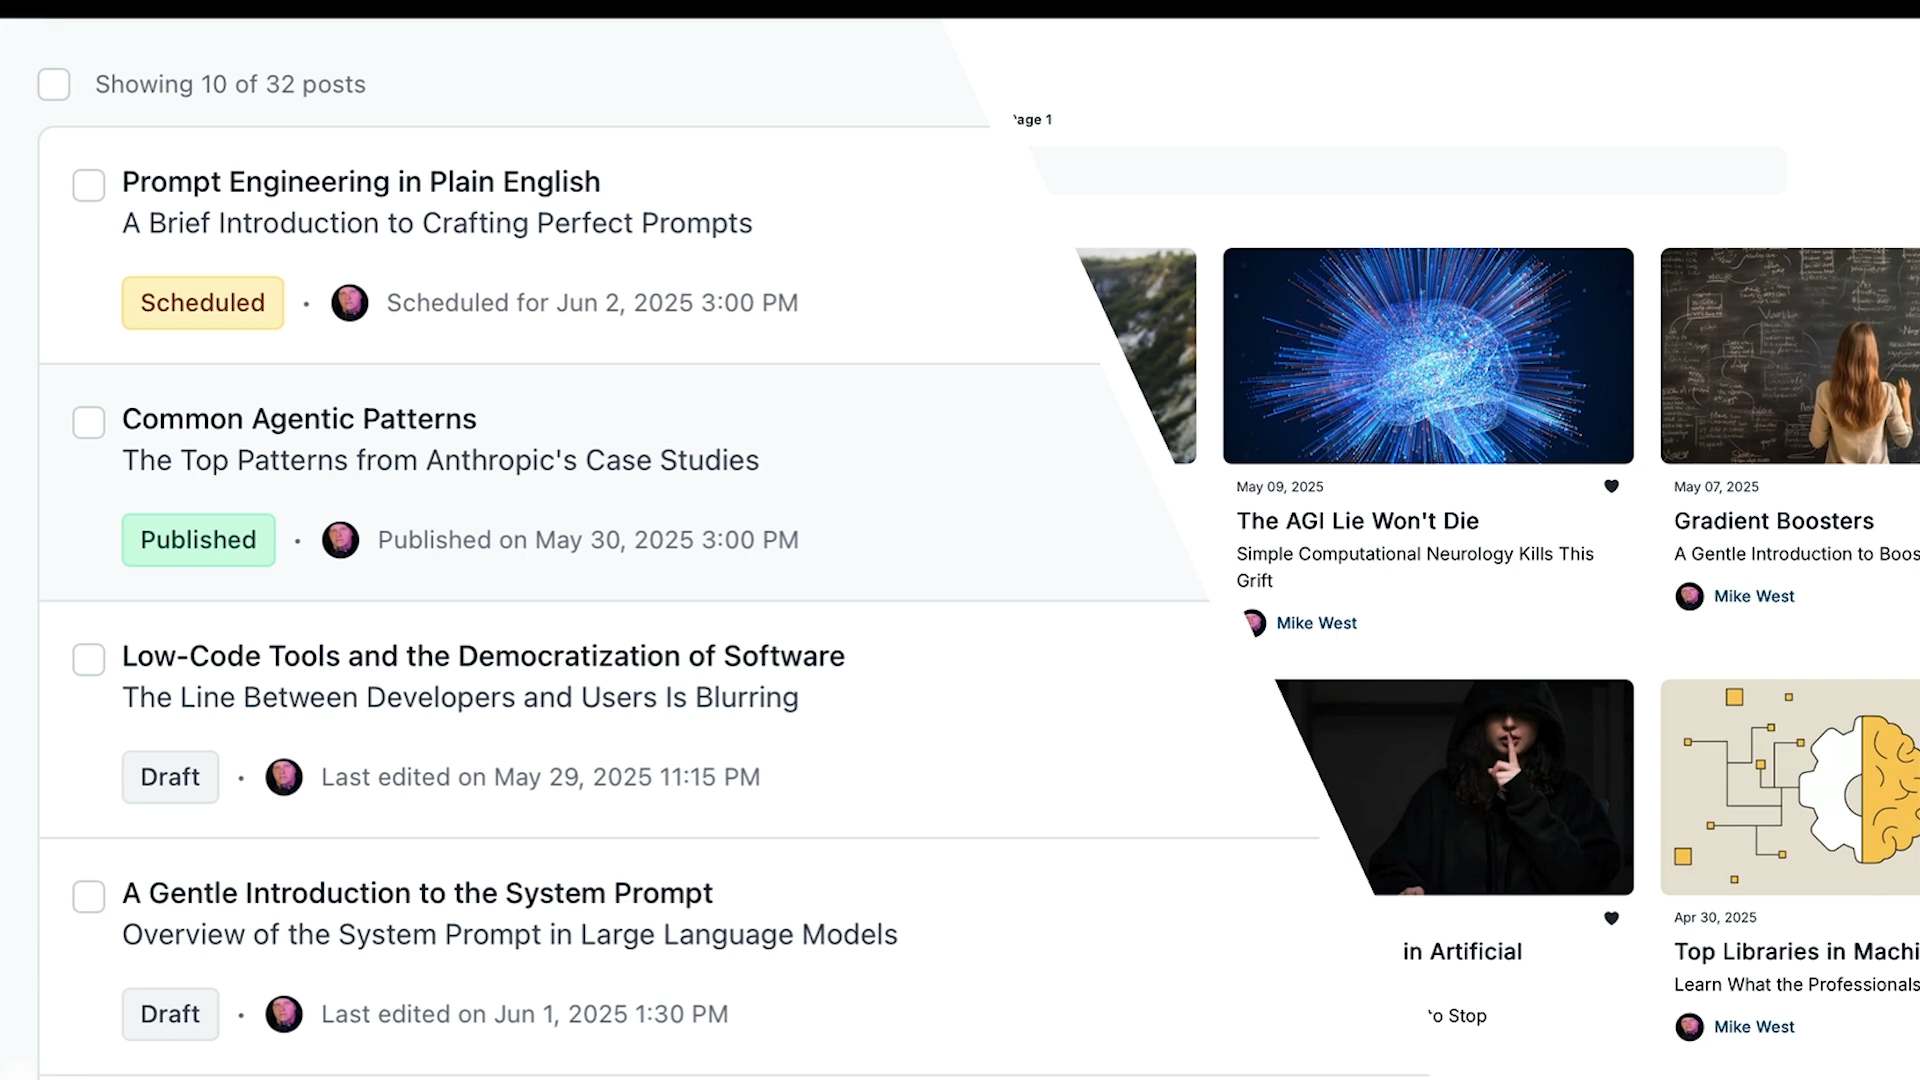 Showing 10 of 32 posts
Prompt Engineering in Plain English
A Brief Introduction to Crafting Perfect Prompts
Scheduled • Scheduled for Jun 2, 2025 3:00 PM
Common Agentic Patterns
The Top Patterns from Anthropic's Case Studies
Published • Published on May 30, 2025 3:00 PM
Low-Code Tools and the Democratization of Software
The Line Between Developers and Users Is Blurring
Draft • Last edited on May 29, 2025 11:15 PM
A Gentle Introduction to the System Prompt
Overview of the System Prompt in Large Language Models
Draft • Last edited on Jun 1, 2025 1:30 PM
age 1
May 09, 2025
The AGI Lie Won't Die
Simple Computational Neurology Kills This
Grift
Mike West
May 07, 2025
Gradient Boosters
A Gentle Introduction to Boos
Mike West
in Artificial
o Stop
Apr 30, 2025
Top Libraries in Machi
Learn What the Professionals
Mike West